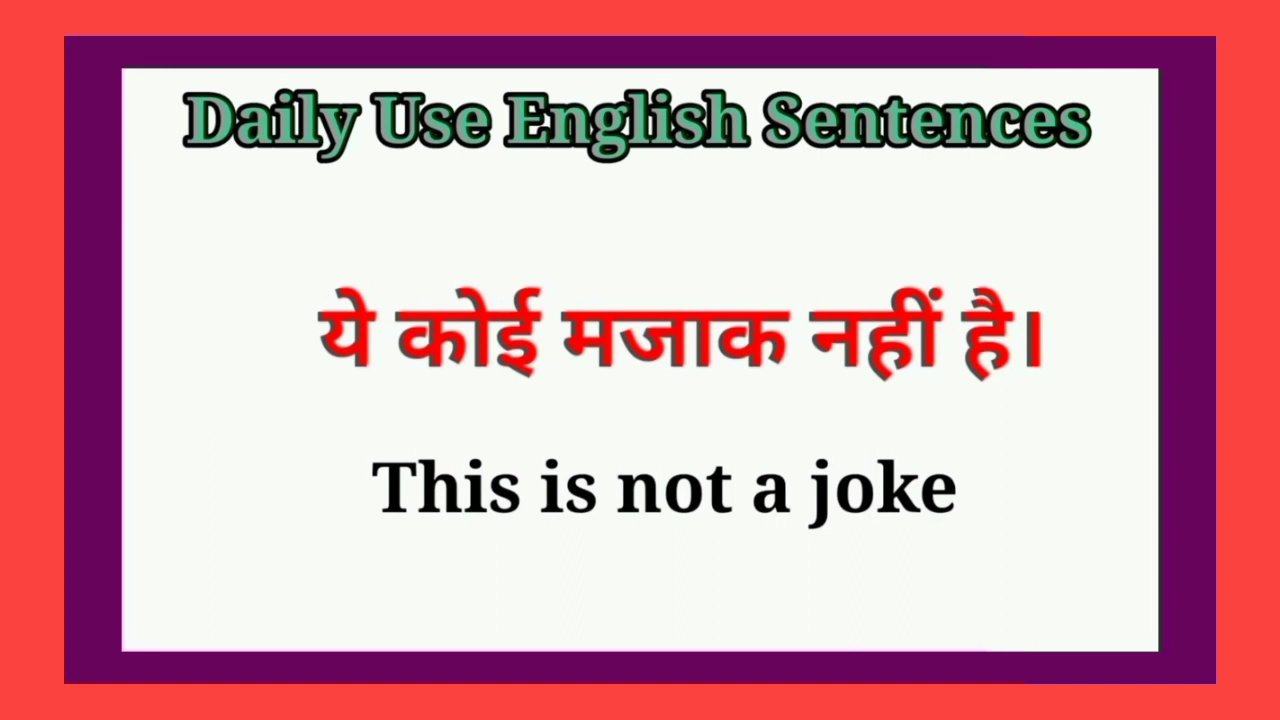 Daily Use English Sentences
ये कोई मजाक नहीं है।
This is not a joke